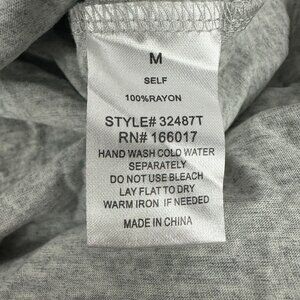 M
SELF
100%RAYON
STYLE# 32487T
RN# 166017
HAND WASH COLD WATER
SEPARATELY
DO NOT USE BLEACH
LAY FLAT TO DRY
WARM IRON IF NEEDED
MADE IN CHINA